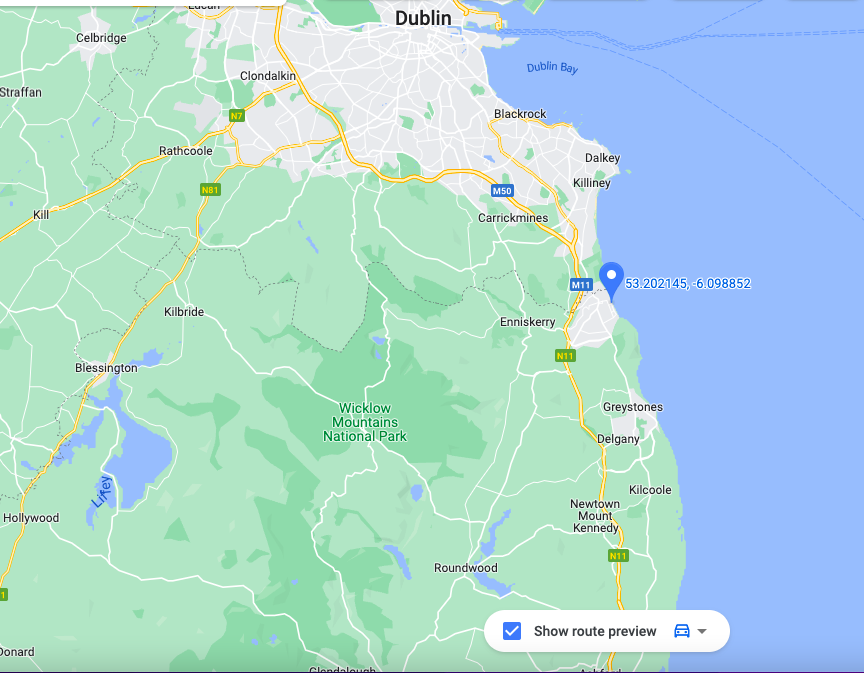 Lucan
Dublin
Celbridge
Dublin Bay
Clondalkin
Straffan
Blackrock
N7
Rathcoole
Dalkey
Killiney
N81
M50
Kill
Carrickmines
M11
53.202145, -6.098852
Kilbride
Enniskerry
N11
Blessington
Greystones
Wicklow
Mountains
National Park
Delgany
Liffey
Kilcoole
Newtown
Mount
Kennedy
Hollywood
N11
Roundwood
1
Show route preview
Donard
Glendalough
Ashford